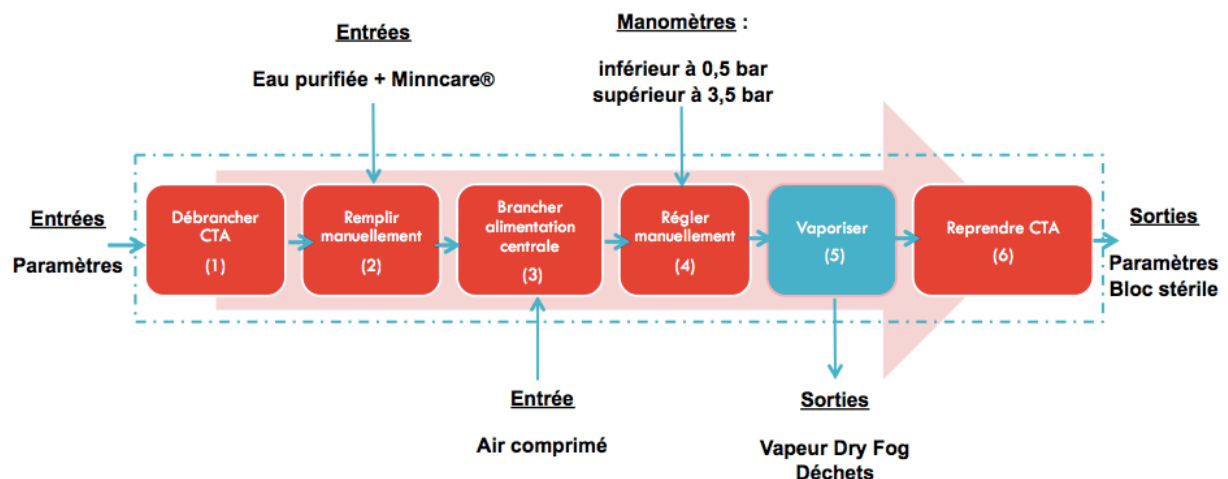 Entrées
Eau purifiée + Minncare®
Manomètres :
inférieur à 0,5 bar
supérieur à 3,5 bar
Entrées
Paramètres
Débrancher
CTA
(1)
Remplir
manuellement
(2)
Brancher
alimentation
centrale
(3)
Régler
manuellement
(4)
Vaporiser
(5)
Reprendre CTA
(6)
Sorties
Paramètres
Bloc stérile
Entrée
Air comprimé
Sorties
Vapeur Dry Fog
Déchets